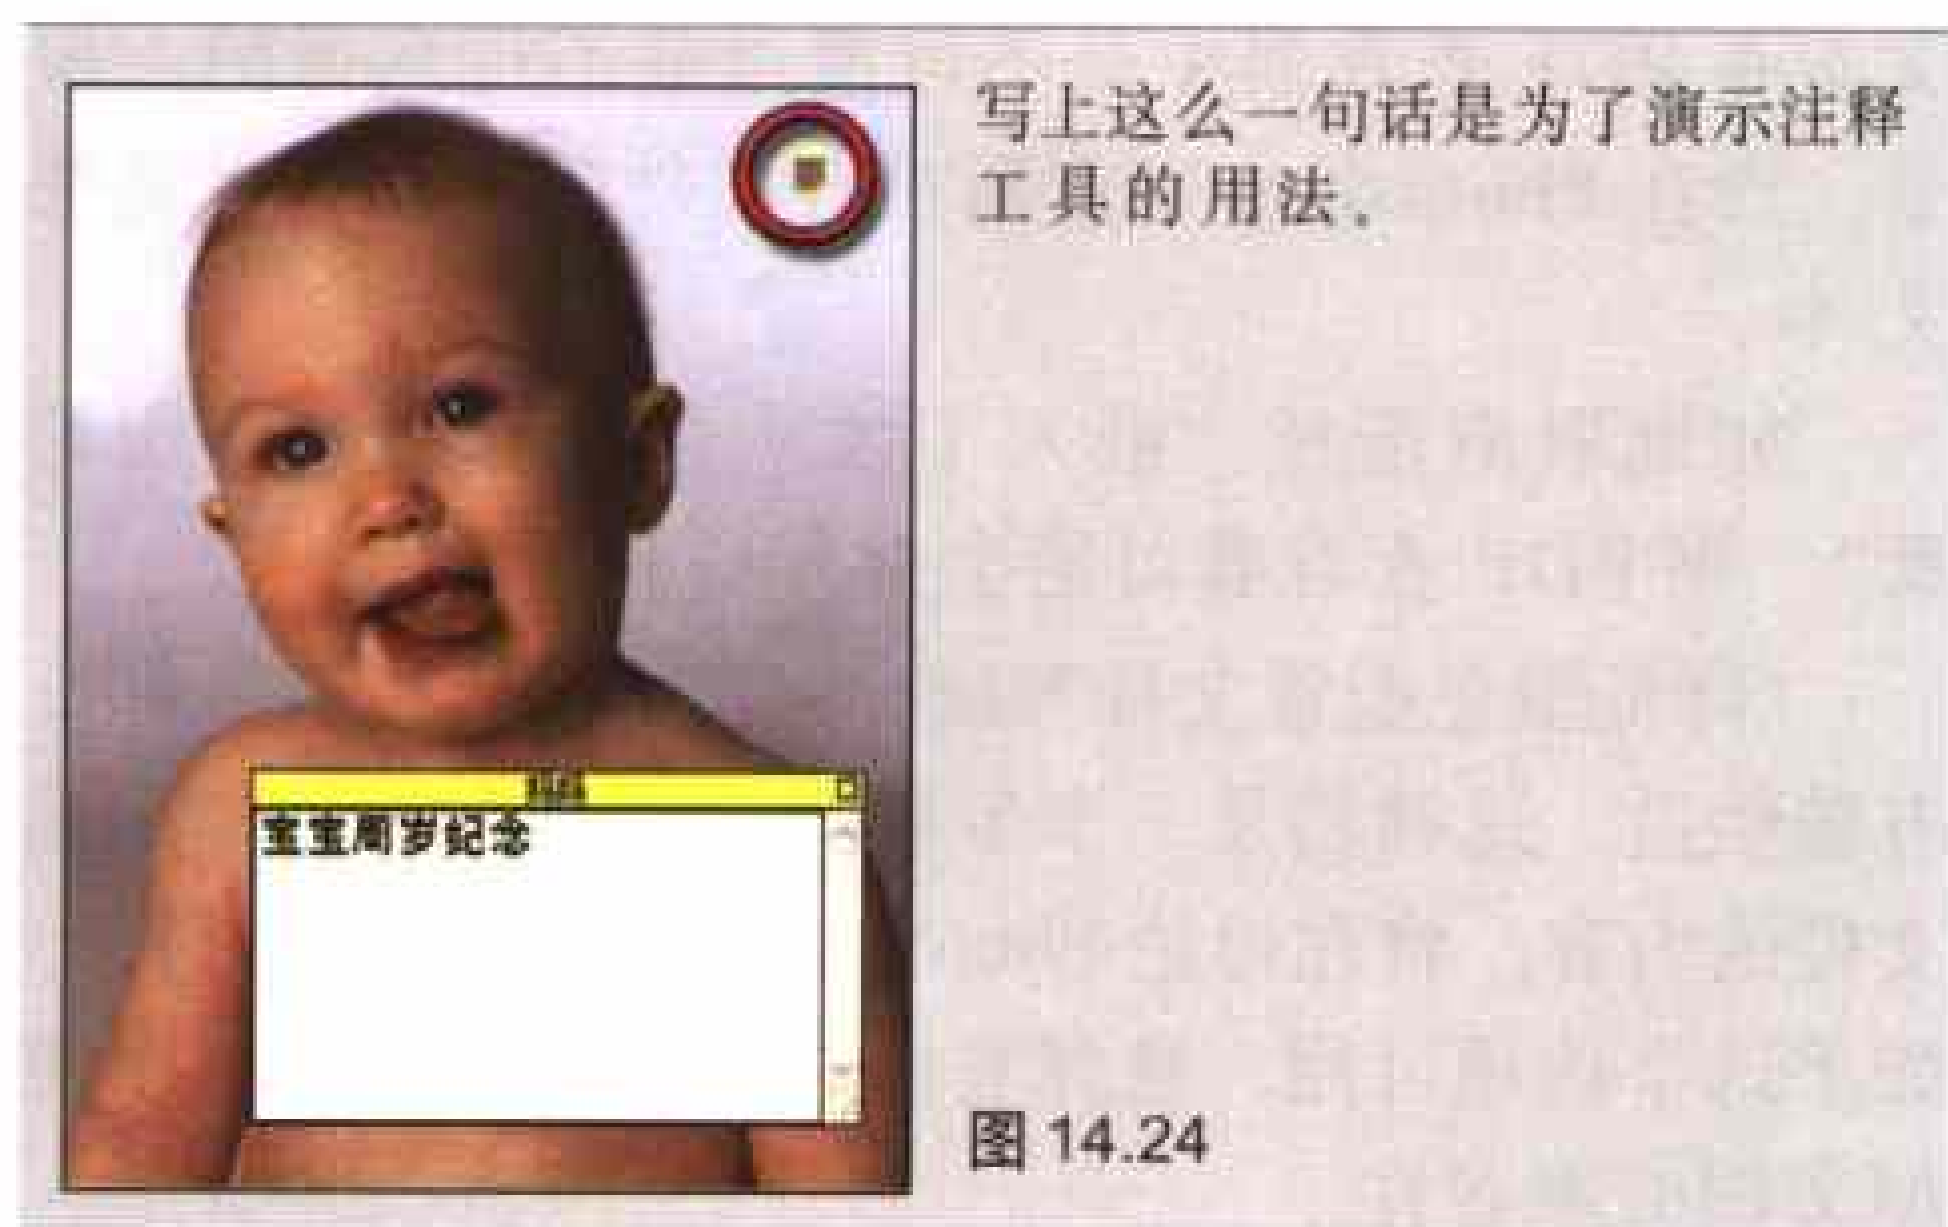 写上这么一句话是为了演示注释
工具的用法。
宝宝周岁纪念
图 14.24